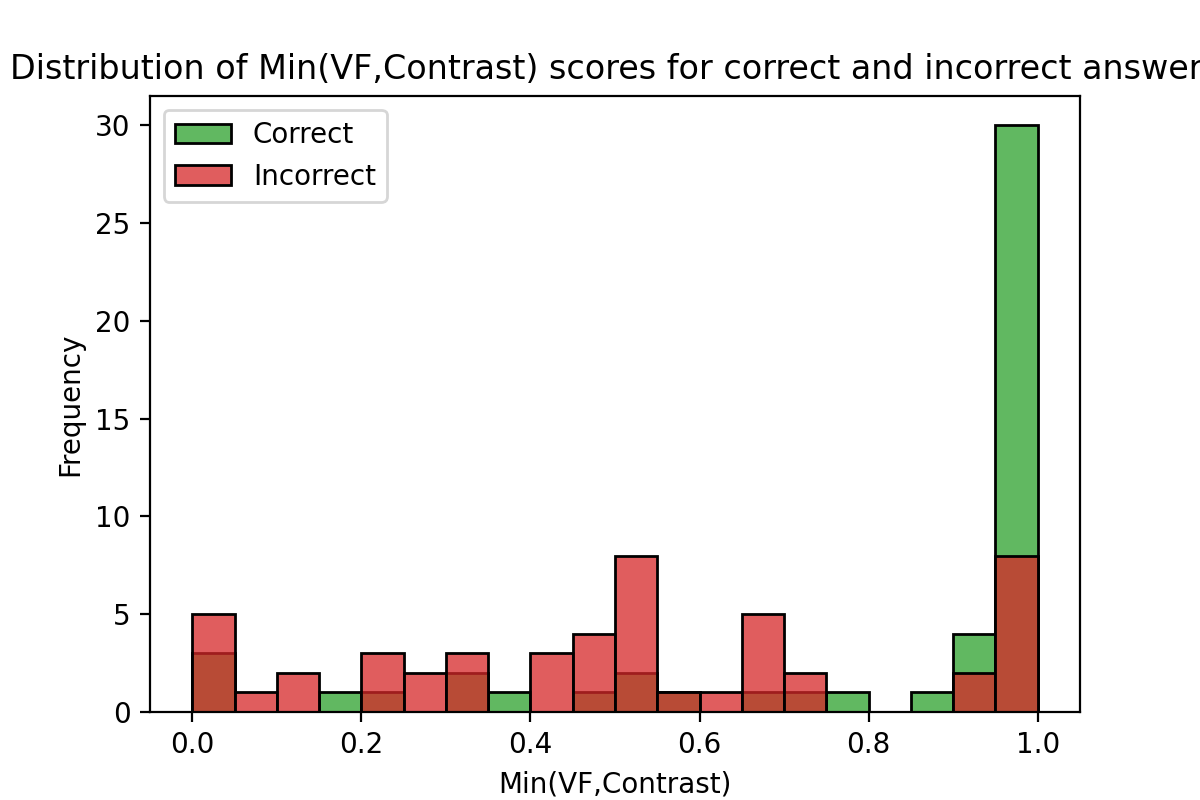 Distribution of Min(VF,Contrast) scores for correct and incorrect answer
Correct
Incorrect
30
25
20
15
10
5
0
Frequency
0.0 0.2 0.4 0.6 0.8 1.0
Min(VF,Contrast)